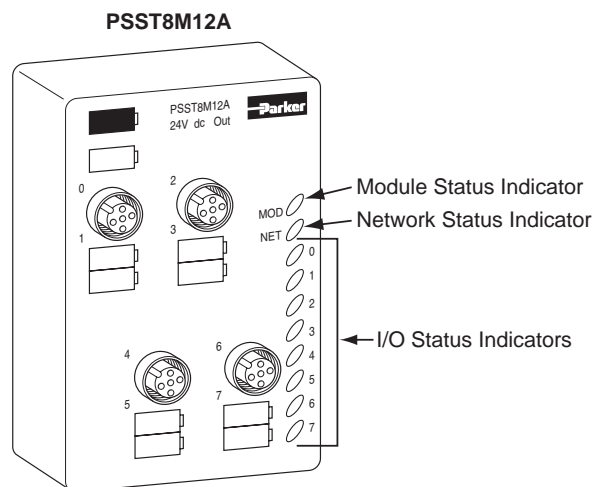 PSST8M12A
PSST8M12A
24V dc Out
Parker
0
2
1
3
MOD
NET
0
1
2
3
4
5
6
7
4
6
5
7
Module Status Indicator
Network Status Indicator
I/O Status Indicators